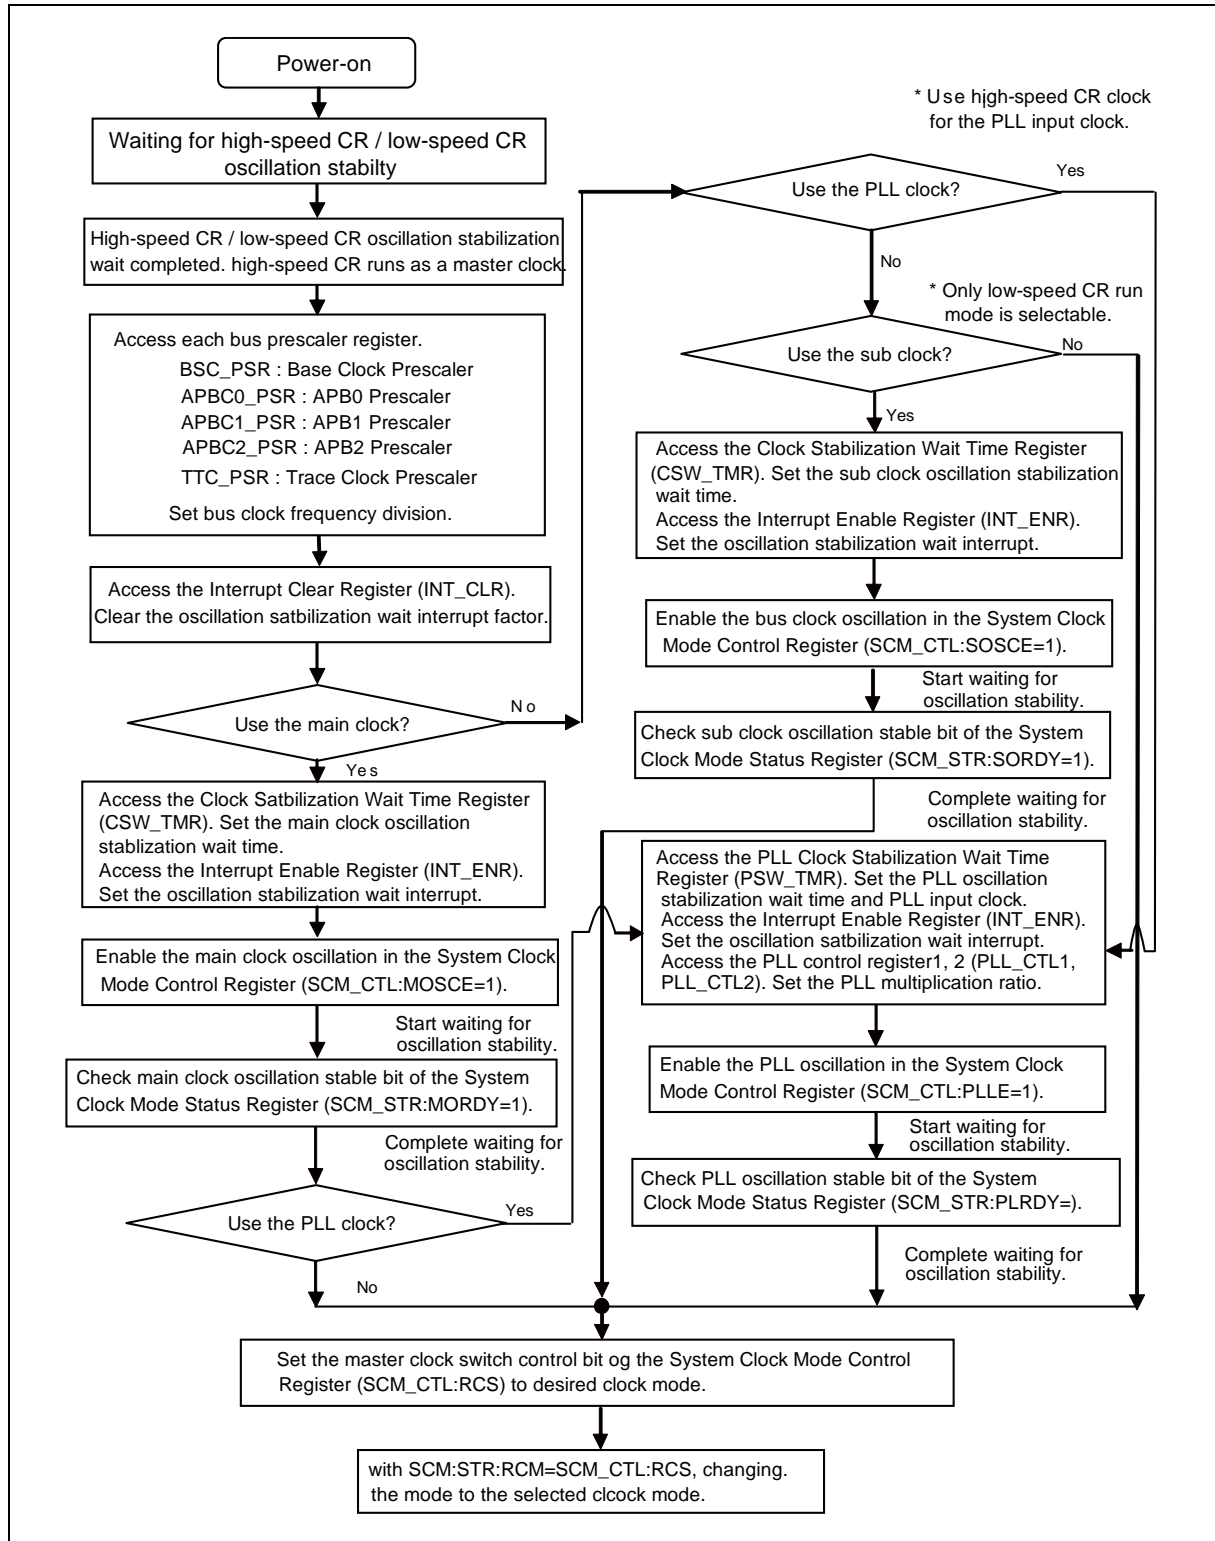 Power-on
Waiting for high-speed CR / low-speed CR
oscillation stabilty
High-speed CR / low-speed CR oscillation stabilization
wait completed. high-speed CR runs as a master clock.
Access each bus prescaler register.
BSC_PSR : Base Clock Prescaler
APBC0_PSR : APB0 Prescaler
APBC1_PSR : APB1 Prescaler
APBC2_PSR : APB2 Prescaler
TTC_PSR : Trace Clock Prescaler
Set bus clock frequency division.
Access the Interrupt Clear Register (INT_CLR).
Clear the oscillation satbilization wait interrupt factor.
Use the main clock?
No
Yes
Access the Clock Satbilization Wait Time Register
(CSW_TMR). Set the main clock oscillation
stablization wait time.
Access the Interrupt Enable Register (INT_ENR).
Set the oscillation stabilization wait interrupt.
Enable the main clock oscillation in the System Clock
Mode Control Register (SCM_CTL:MOSCE=1).
Start waiting for
oscillation stability.
Check main clock oscillation stable bit of the System
Clock Mode Status Register (SCM_STR:MORDY=1).
Complete waiting for
oscillation stability.
Use the PLL clock?
Yes
No
* Use high-speed CR clock
for the PLL input clock.
Use the PLL clock?
Yes
No
* Only low-speed CR run
mode is selectable.
Use the sub clock?
No
Yes
Access the Clock Stabilization Wait Time Register
(CSW_TMR). Set the sub clock oscillation stabilization
wait time.
Access the Interrupt Enable Register (INT_ENR).
Set the oscillation stabilization wait interrupt.
Enable the bus clock oscillation in the System Clock
Mode Control Register (SCM_CTL:SOSCE=1).
Start waiting for
oscillation stability.
Check sub clock oscillation stable bit of the System
Clock Mode Status Register (SCM_STR:SORDY=1).
Complete waiting for
oscillation stability.
Access the PLL Clock Stabilization Wait Time
Register (PSW_TMR). Set the PLL oscillation
stabilization wait time and PLL input clock.
Access the Interrupt Enable Register (INT_ENR).
Set the oscillation satbilization wait interrupt.
Access the PLL control register1, 2 (PLL_CTL1,
PLL_CTL2). Set the PLL multiplication ratio.
Enable the PLL oscillation in the System Clock
Mode Control Register (SCM_CTL:PLLE=1).
Start waiting for
oscillation stability.
Check PLL oscillation stable bit of the System
Clock Mode Status Register (SCM_STR:PLRDY=).
Complete waiting for
oscillation stability.
Set the master clock switch control bit og the System Clock Mode Control
Register (SCM_CTL:RCS) to desired clock mode.
with SCM:STR:RCM=SCM_CTL:RCS, changing.
the mode to the selected clcock mode.